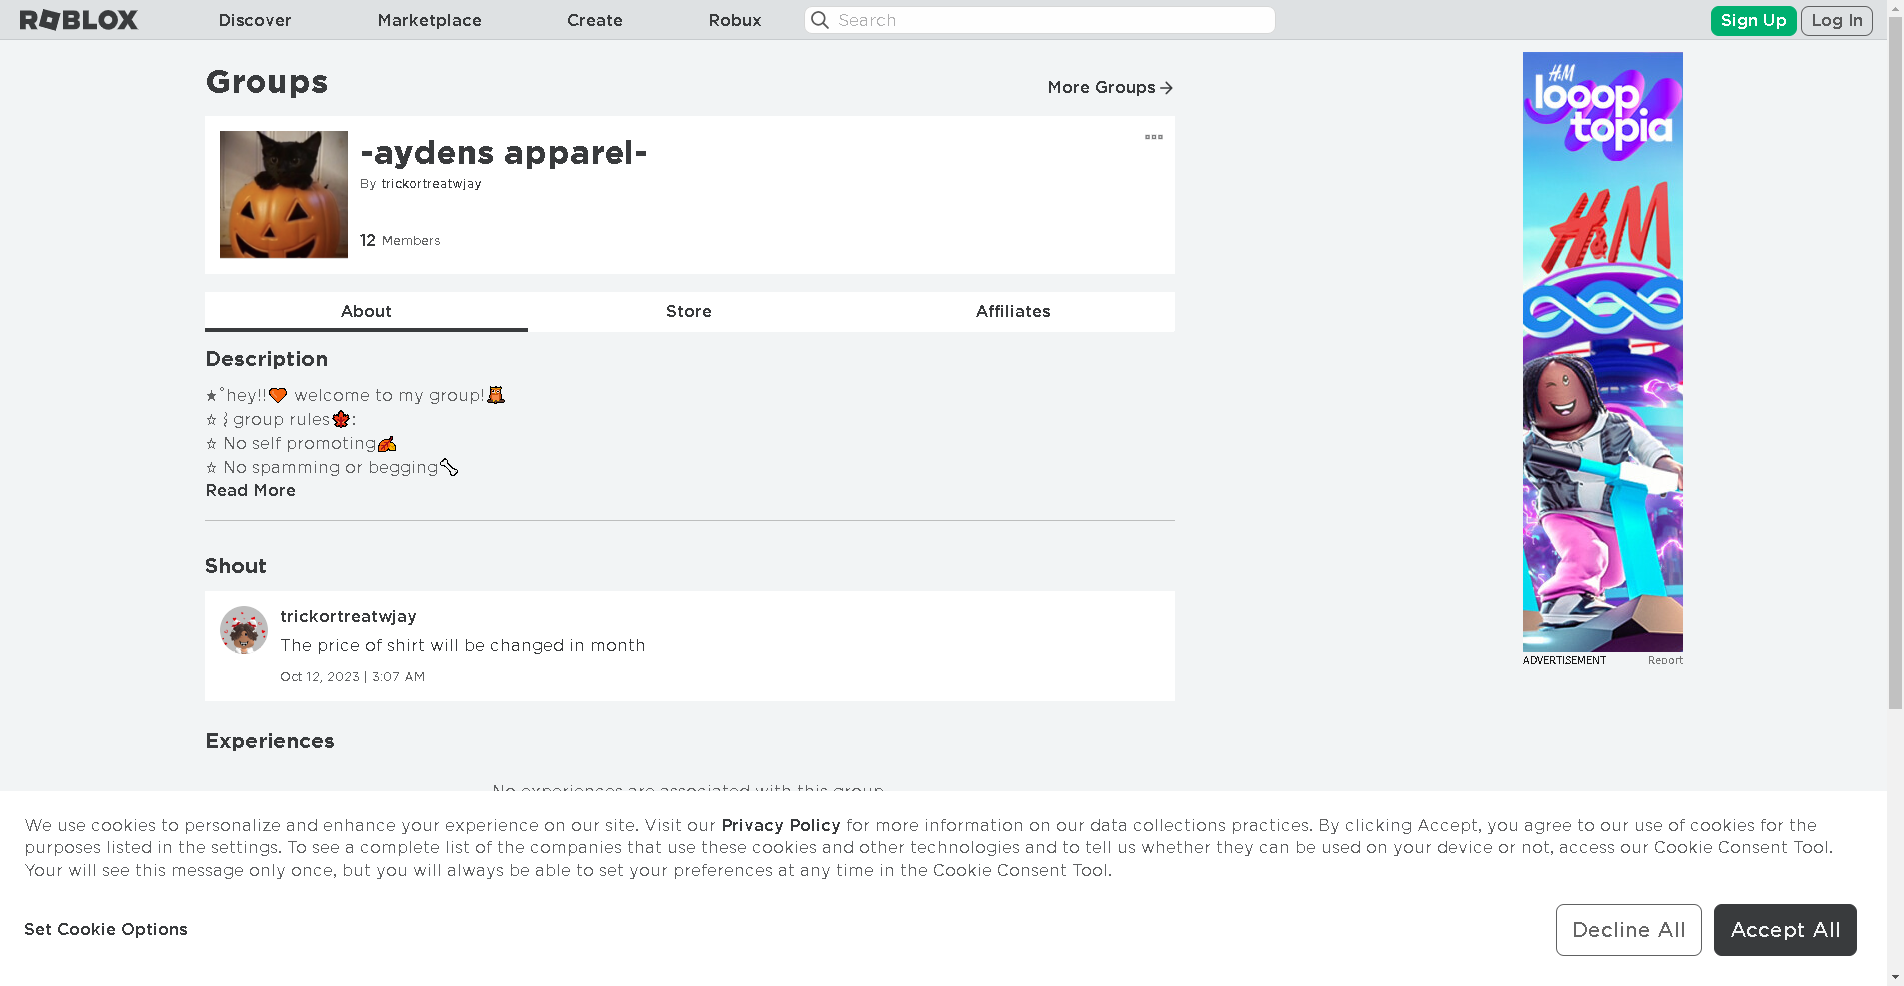 ROBLOX
Discover
Marketplace
Create
Robux
Search
Sign Up
Log In
Groups
More Groups
-aydens apparel-
By trickortreatwjay
12 Members
About
Store
Affiliates
Description
★°hey!!🧡 welcome to my group!🦉
☆ ⌇group rules🍁:
☆ No self promoting🍂
☆ No spamming or begging🦴
Read More
Shout
trickortreatwjay
The price of shirt will be changed in month
Oct 12, 2023 | 3:07 AM
Experiences
No experiences are associated with this group
H&M
looop
topia
H&M
ADVERTISEMENT
Report
We use cookies to personalize and enhance your experience on our site. Visit our Privacy Policy for more information on our data collections practices. By clicking Accept, you agree to our use of cookies for the
purposes listed in the settings. To see a complete list of the companies that use these cookies and other technologies and to tell us whether they can be used on your device or not, access our Cookie Consent Tool.
Your will see this message only once, but you will always be able to set your preferences at any time in the Cookie Consent Tool.
Set Cookie Options
Decline All
Accept All